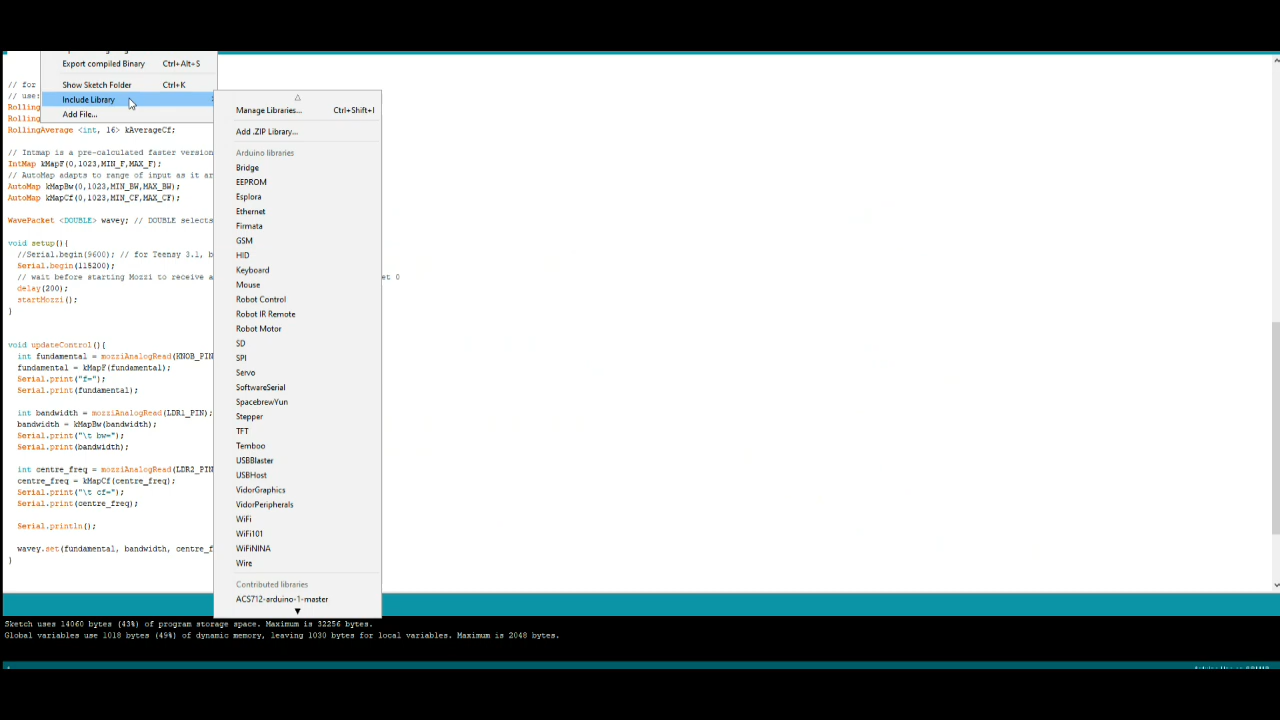 Export compiled Binary Ctrl+Alt+S
Show Sketch Folder Ctrl+K
Include Library
Add File...
Manage Libraries... Ctrl+Shift+I
Add .ZIP Library...
Arduino libraries
Bridge
EEPROM
Esplora
Ethernet
Firmata
GSM
HID
Keyboard
Mouse
Robot Control
Robot IR Remote
Robot Motor
SD
SPI
Servo
SoftwareSerial
SpacebrewYun
Stepper
TFT
Temboo
USBBlaster
USBHost
VidorGraphics
VidorPeripherals
WiFi
WiFi101
WiFiNINA
Wire
Contributed libraries
ACS712-arduino-1-master
// for
// use:
Rolling
Rolling
RollingAverage <int, 16> kAverageCf;
// Intmap is a pre-calculated faster version
IntMap kMapF(0,1023,MIN_F,MAX_F);
// AutoMap adapts to range of input as it ar
AutoMap kMapBw(0,1023,MIN_BW,MAX_BW);
AutoMap kMapCf(0,1023,MIN_CF,MAX_CF);
WavePacket <DOUBLE> wavey; // DOUBLE selects
void setup(){
//Serial.begin(9600); // for Teensy 3.1, b
Serial.begin(115200);
// wait before starting Mozzi to receive a et 0
delay(200);
startMozzi();
}
void updateControl(){
int fundamental = mozziAnalogRead(KNOB_PIN
fundamental = kMapF(fundamental);
Serial.print("f=");
Serial.print(fundamental);
int bandwidth = mozziAnalogRead(LDR1_PIN);
bandwidth = kMapBw(bandwidth);
Serial.print("\t bw=");
Serial.print(bandwidth);
int centre_freq = mozziAnalogRead(LDR2_PIN
centre_freq = kMapCf(centre_freq);
Serial.print("\t cf=");
Serial.print(centre_freq);
Serial.println();
wavey.set(fundamental, bandwidth, centre_f
}
Sketch uses 14060 bytes (43%) of program storage space. Maximum is 32256 bytes.
Global variables use 1018 bytes (49%) of dynamic memory, leaving 1030 bytes for local variables. Maximum is 2048 bytes.